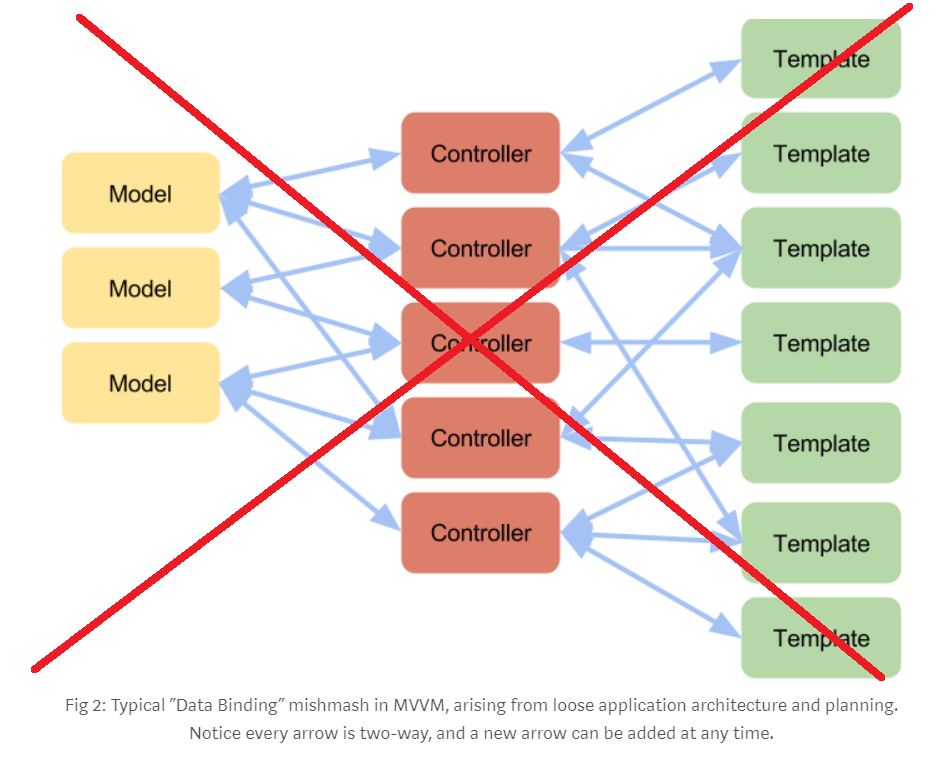 Template
Controller
Template
Model
Controller
Template
Model
Controller
Template
Model
Controller
Template
Controller
Template
Template
Fig 2: Typical "Data Binding" mishmash in MVVM, arising from loose application architecture and planning.
Notice every arrow is two-way, and a new arrow can be added at any time.